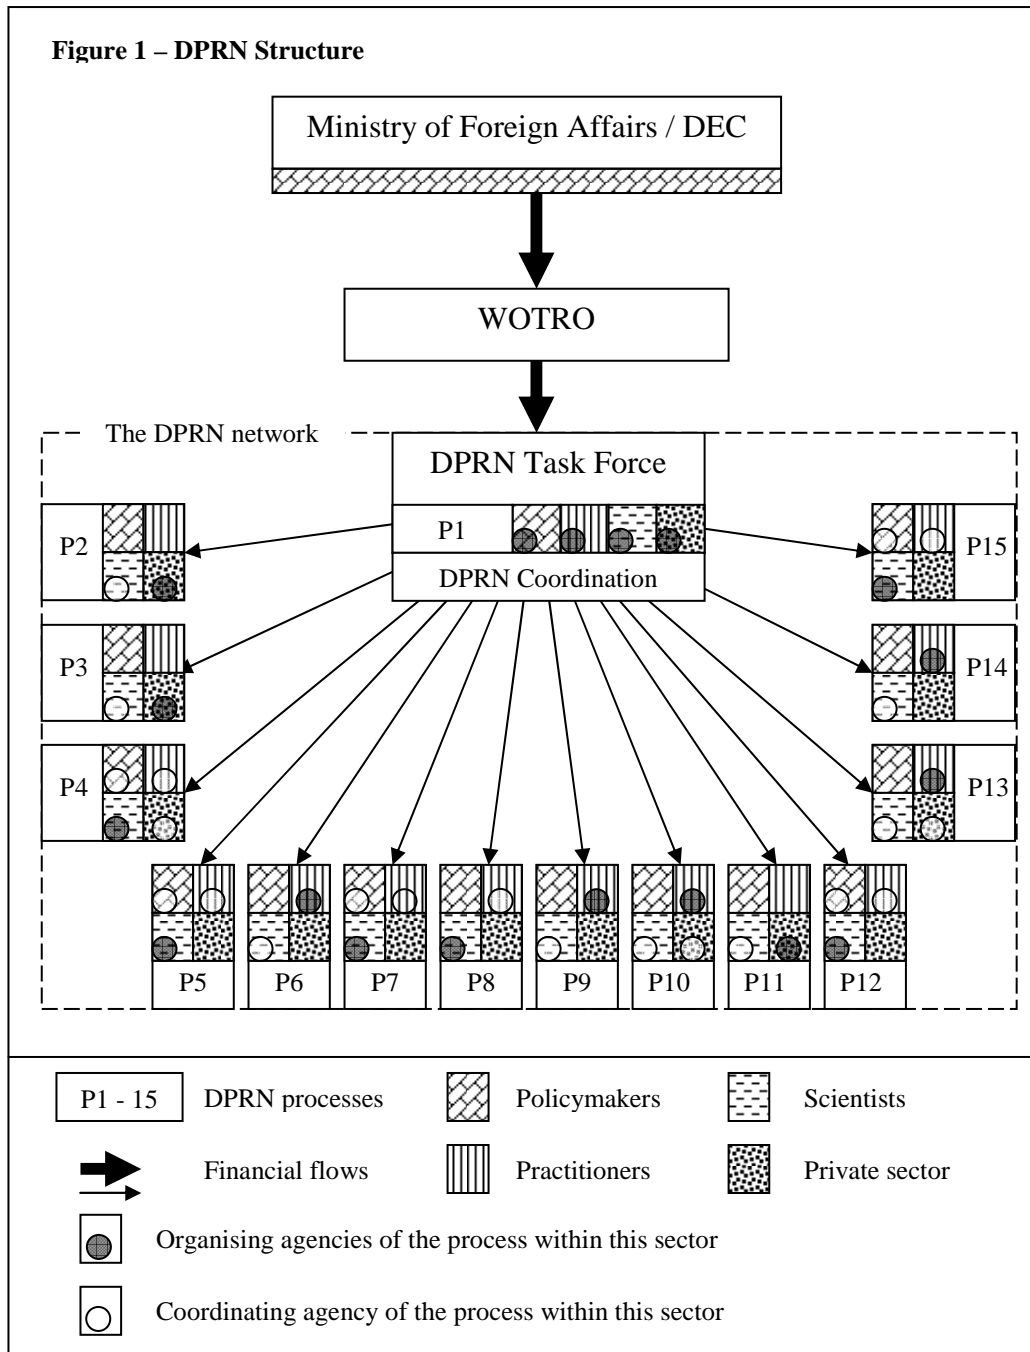 Figure 1 – DPRN Structure
Ministry of Foreign Affairs / DEC
WOTRO
The DPRN network
DPRN Task Force
P1
DPRN Coordination
P2
P15
P3
P14
P4
P13
P5
P6
P7
P8
P9
P10
P11
P12
P1 - 15
DPRN processes
Policymakers
Scientists
Financial flows
Practitioners
Private sector
Organising agencies of the process within this sector
Coordinating agency of the process within this sector